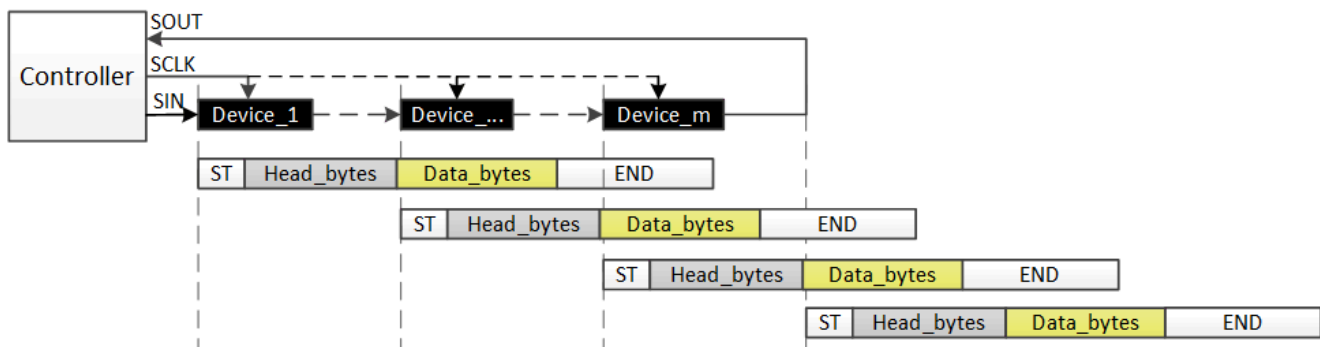 SOUT
Controller
SCLK
SIN
Device_1 Device_... Device_m
ST Head_bytes Data_bytes END
ST Head_bytes Data_bytes END
ST Head_bytes Data_bytes END
ST Head_bytes Data_bytes END